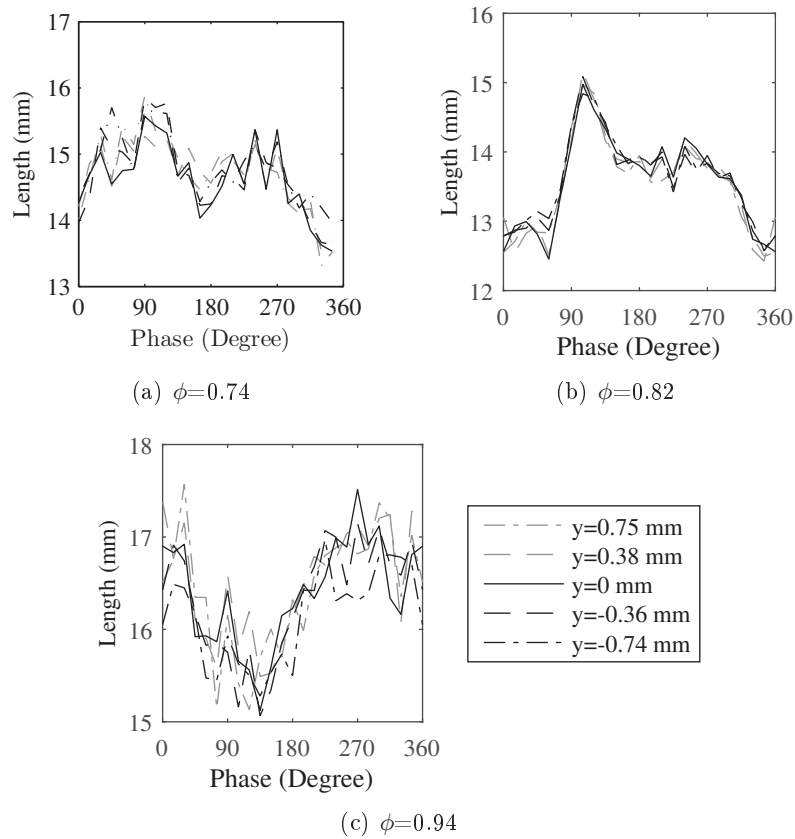 17
16
15
14
13
Length (mm)
0 90 180 270 360
Phase (Degree)
(a) ϕ=0.74
16
15
14
13
12
Length (mm)
0 90 180 270 360
Phase (Degree)
(b) ϕ=0.82
18
17
16
15
Length (mm)
0 90 180 270 360
Phase (Degree)
(c) ϕ=0.94
y=0.75 mm
y=0.38 mm
y=0 mm
y=-0.36 mm
y=-0.74 mm